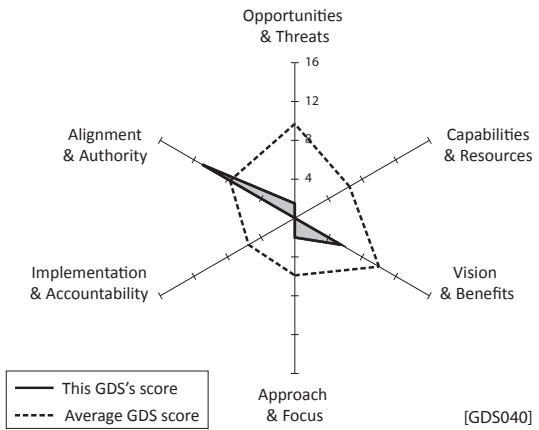 Opportunities
& Threats
16
12
8
4
Alignment
& Authority
Capabilities
& Resources
Implementation
& Accountability
Vision
& Benefits
Approach
& Focus
This GDS's score
Average GDS score
[GDS040]